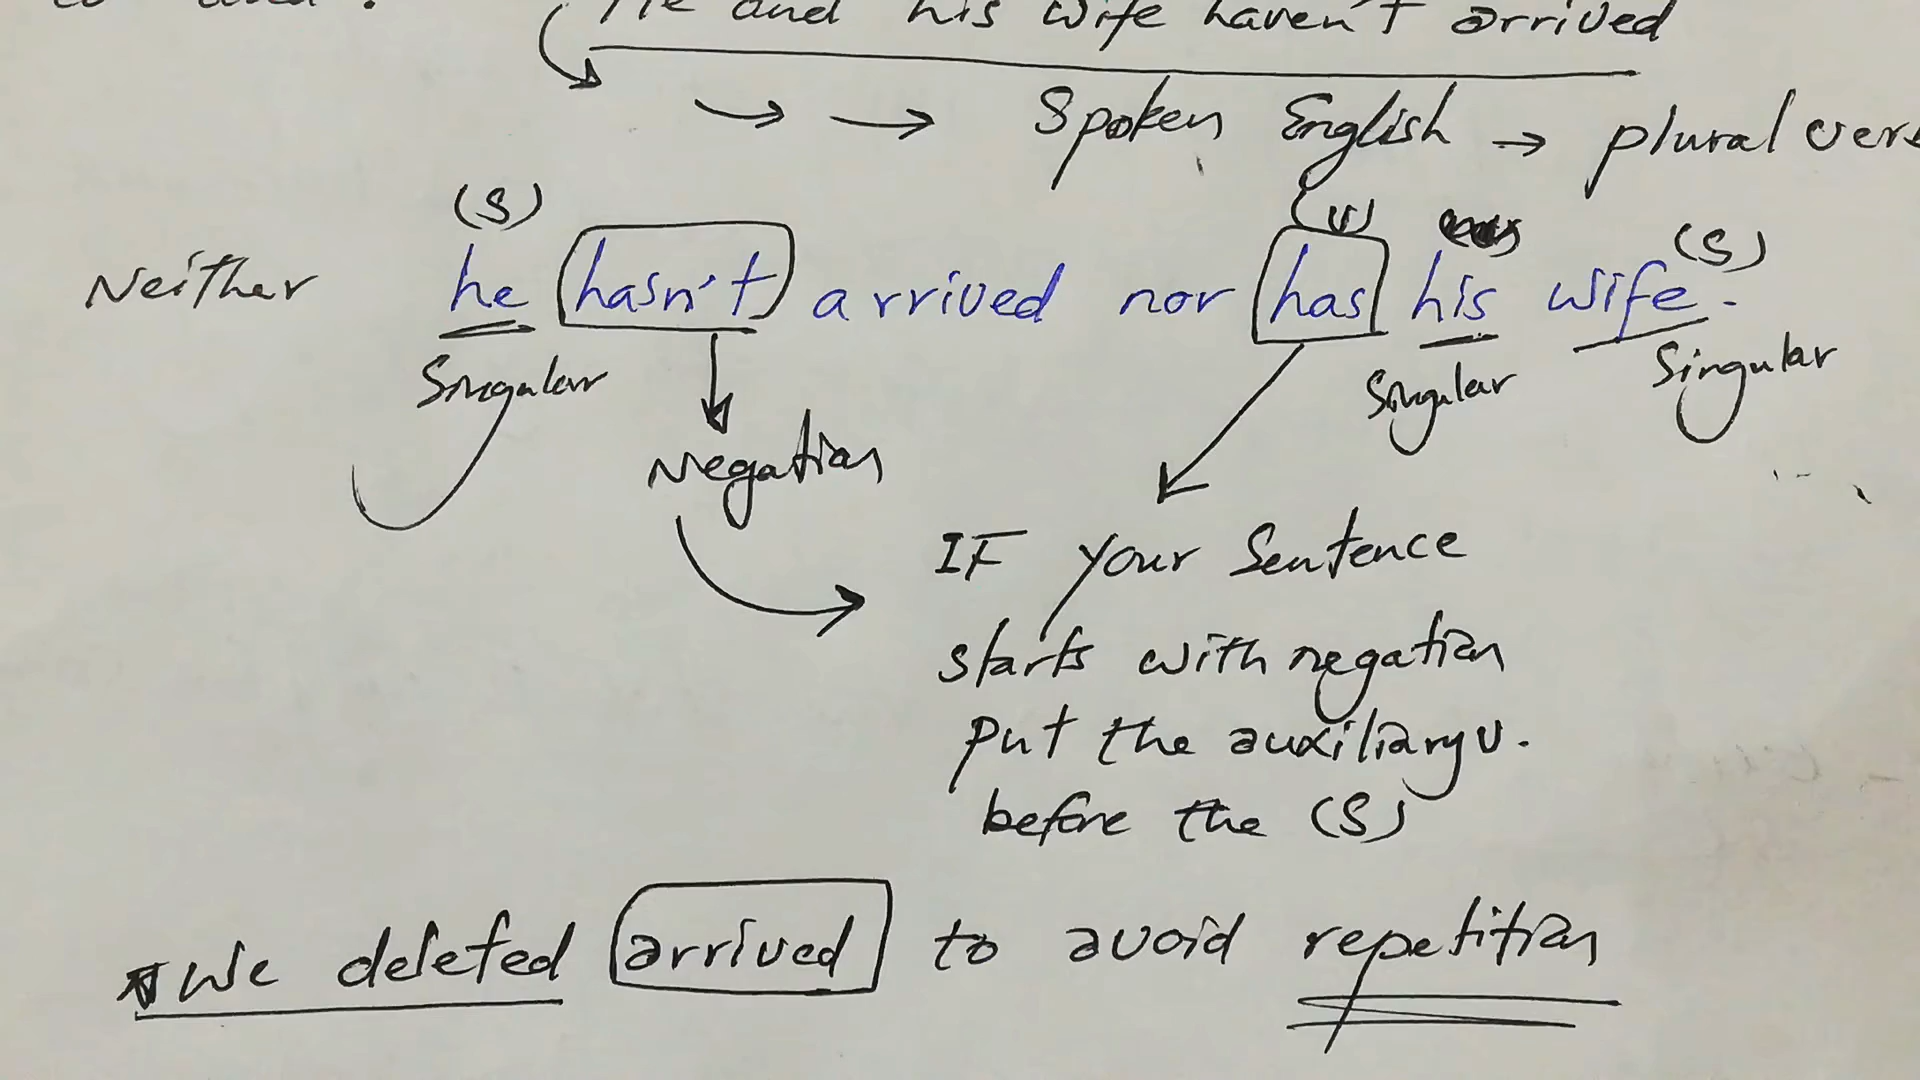 He and his wife haven't arrived
Spoken English → plural
(S) (v) (S)
Neither he hasn't arrived nor has his wife.
Singular Singular Singular
Negation
IF your Sentence
starts with negation
put the auxiliary v.
before the (S)
We deleted arrived to avoid repetition